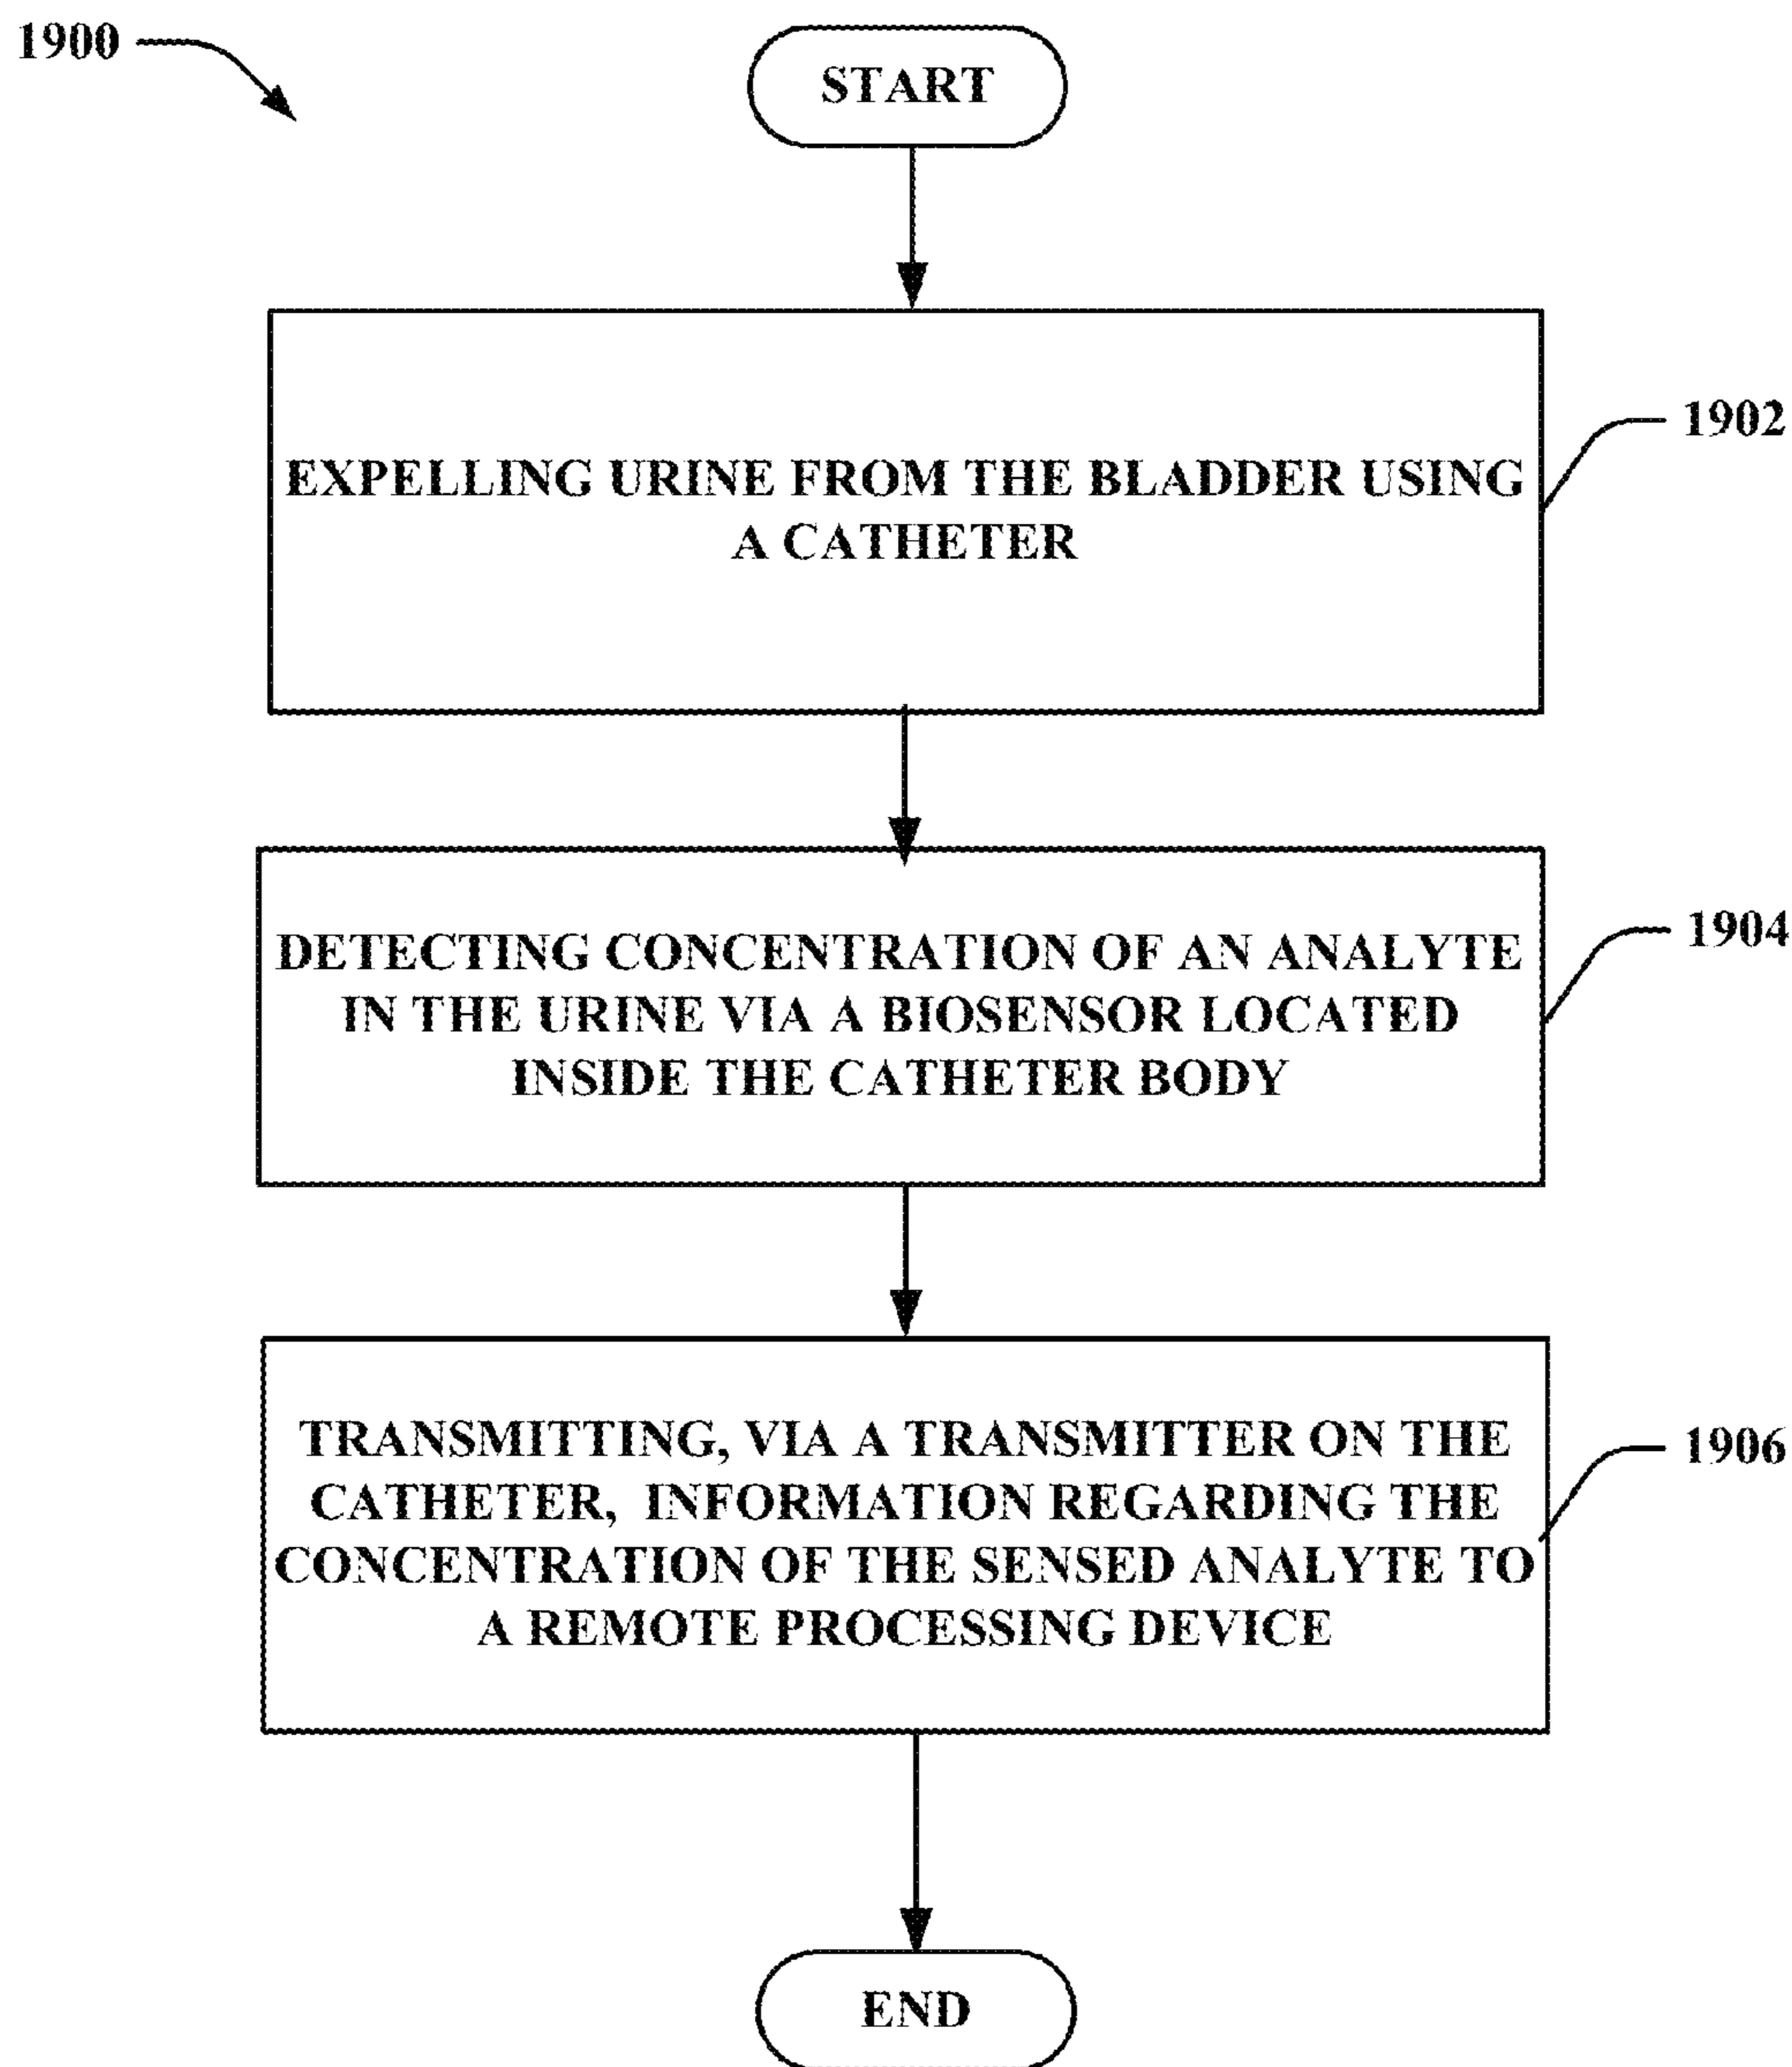 1900
START
EXPELLING URINE FROM THE BLADDER USING
A CATHETER
1902
DETECTING CONCENTRATION OF AN ANALYTE
IN THE URINE VIA A BIOSENSOR LOCATED
INSIDE THE CATHETER BODY
1904
TRANSMITTING, VIA A TRANSMITTER ON THE
CATHETER, INFORMATION REGARDING THE
CONCENTRATION OF THE SENSED ANALYTE TO
A REMOTE PROCESSING DEVICE
1906
END